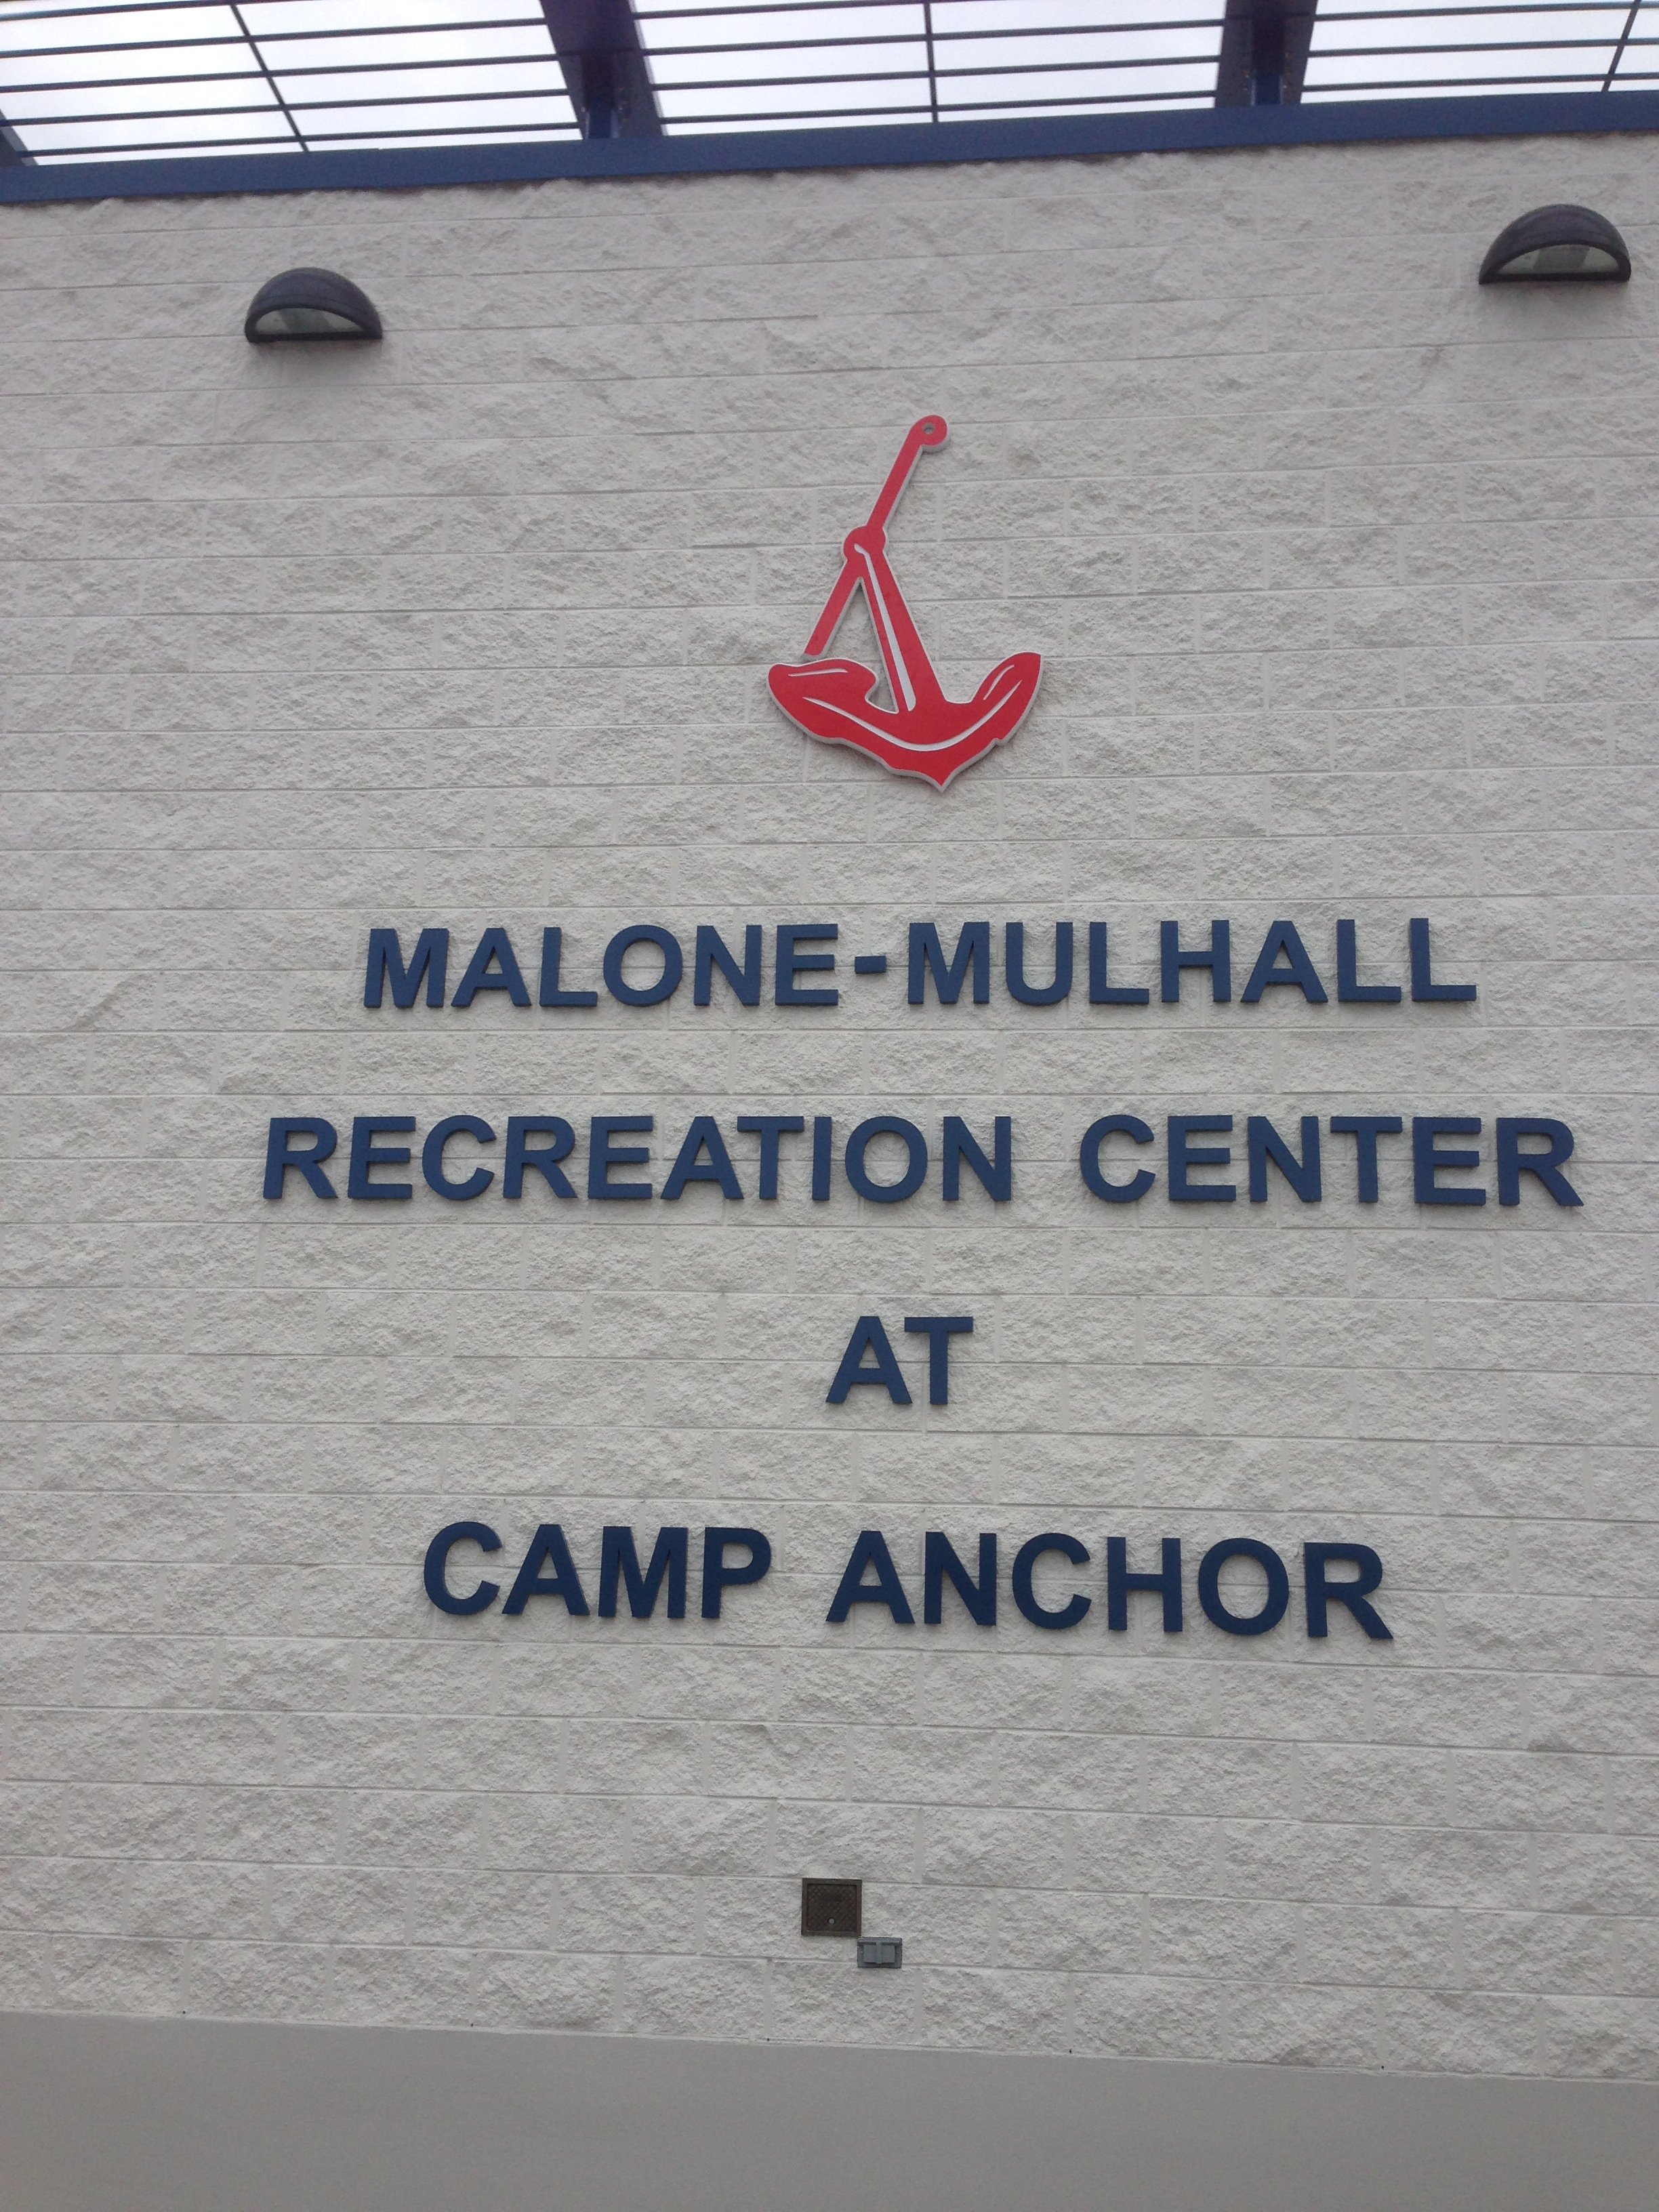 MALONE-MULHALL
RECREATION CENTER
AT
CAMP ANCHOR